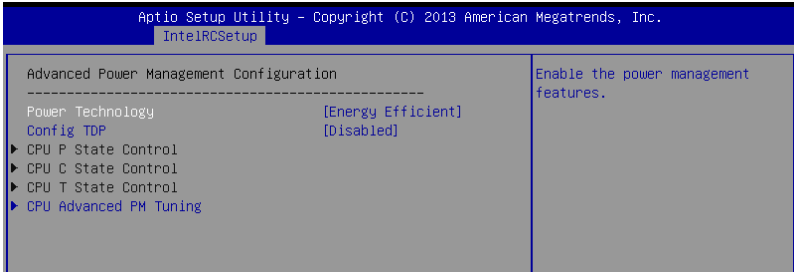 Aptio Setup Utility – Copyright (C) 2013 American Megatrends, Inc.
IntelRCSetup
Advanced Power Management Configuration
Enable the power management
features.
--------------------------------------------------
Power Technology [Energy Efficient]
Config TDP [Disabled]
CPU P State Control
CPU C State Control
CPU T State Control
CPU Advanced PM Tuning